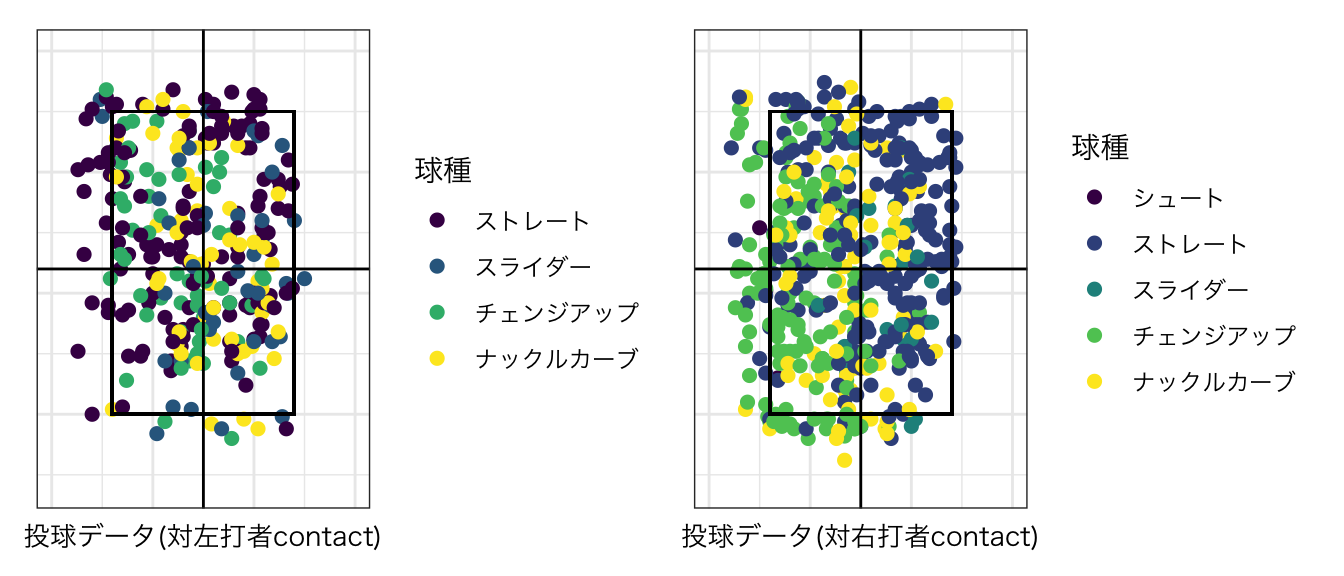 球種
ストレート
スライダー
チェンジアップ
ナックルカーブ
投球データ(対左打者contact)
球種
シュート
ストレート
スライダー
チェンジアップ
ナックルカーブ
投球データ(対右打者contact)